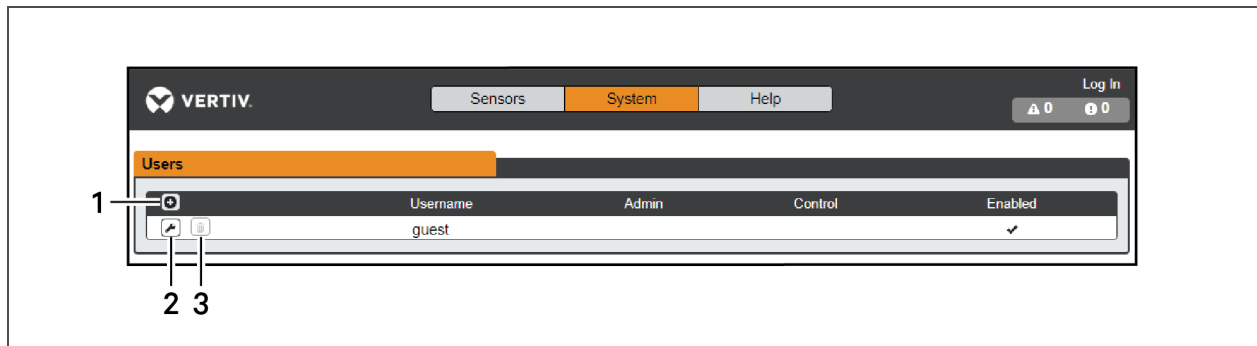 VERTIV.
Sensors System Help
Log In
0 0
Users
1
Username Admin Control Enabled
guest
2 3